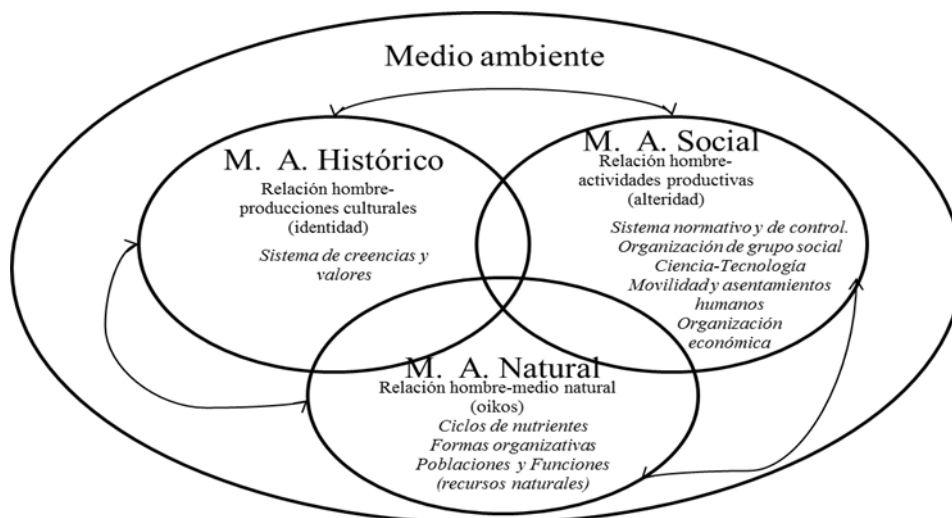 Medio ambiente
M. A. Histórico
Relación hombre-
producciones culturales
(identidad)
Sistema de creencias y
valores
M. A. Social
Relación hombre-
actividades productivas
(alteridad)
Sistema normativo y de control.
Organización de grupo social
Ciencia-Tecnología
Movilidad y asentamientos
humanos
Organización
económica
M. A. Natural
Relación hombre-medio natural
(oikos)
Ciclos de nutrientes
Formas organizativas
Poblaciones y Funciones
(recursos naturales)